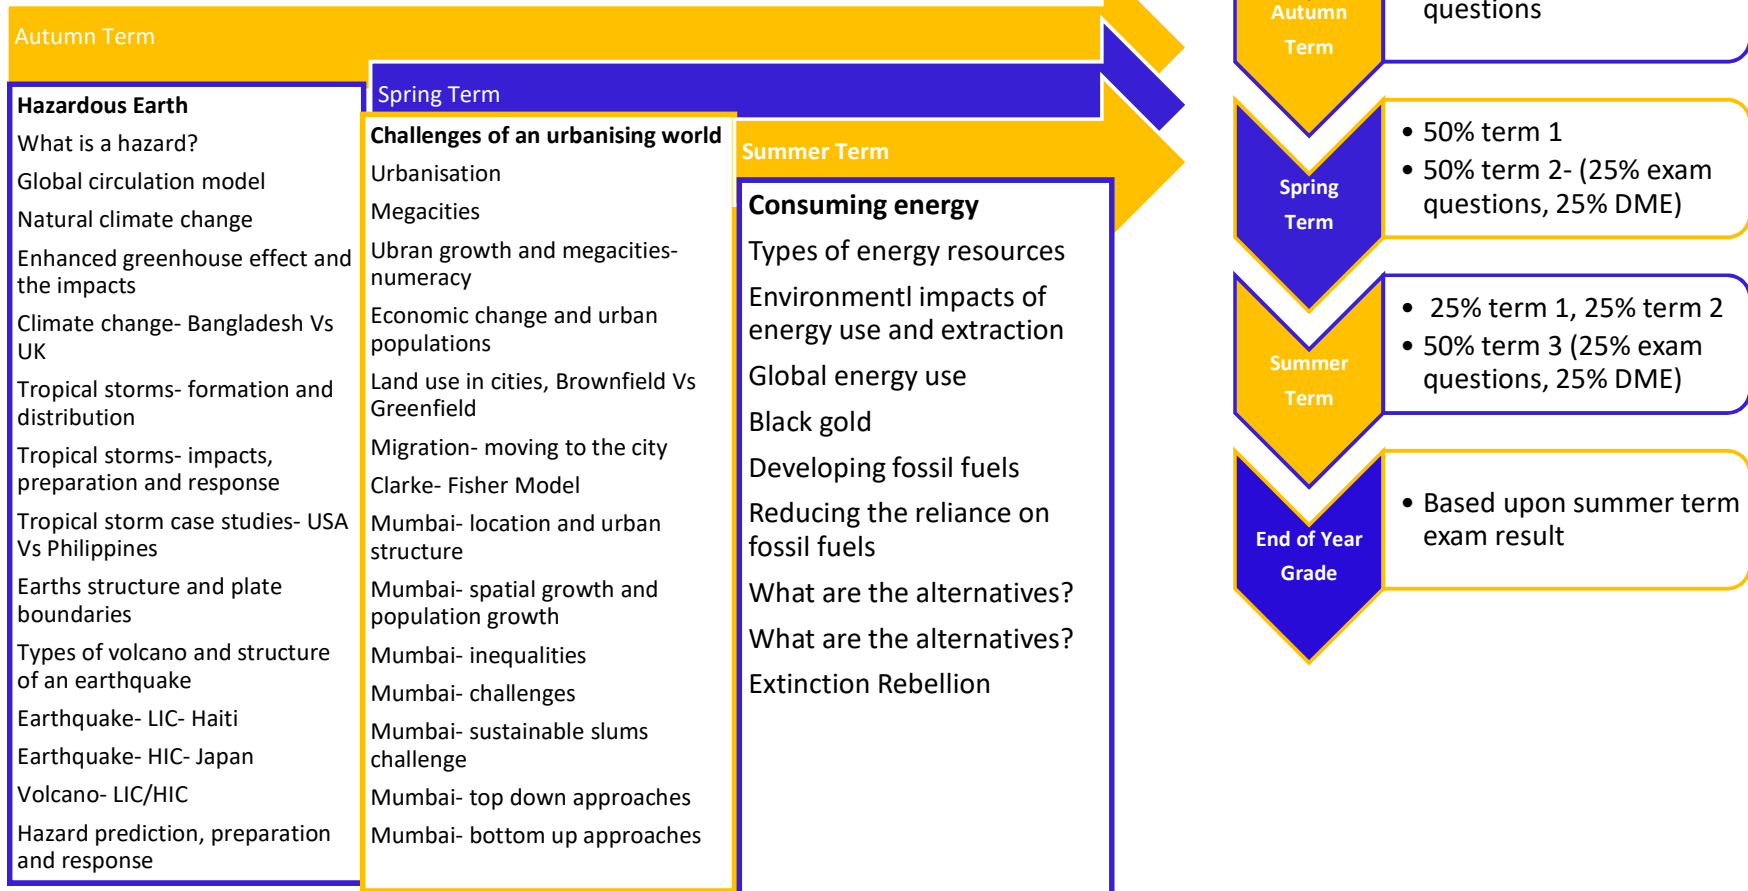 Autumn Term
Hazardous Earth
What is a hazard?
Global circulation model
Natural climate change
Enhanced greenhouse effect and
the impacts
Climate change- Bangladesh Vs
UK
Tropical storms- formation and
distribution
Tropical storms- impacts,
preparation and response
Tropical storm case studies- USA
Vs Philippines
Earths structure and plate
boundaries
Types of volcano and structure
of an earthquake
Earthquake- LIC- Haiti
Earthquake- HIC- Japan
Volcano- LIC/HIC
Hazard prediction, preparation
and response
Spring Term
Challenges of an urbanising world
Urbanisation
Megacities
Ubran growth and megacities-
numeracy
Economic change and urban
populations
Land use in cities, Brownfield Vs
Greenfield
Migration- moving to the city
Clarke- Fisher Model
Mumbai- location and urban
structure
Mumbai- spatial growth and
population growth
Mumbai- inequalities
Mumbai- challenges
Mumbai- sustainable slums
challenge
Mumbai- top down approaches
Mumbai- bottom up approaches
Summer Term
Consuming energy
Types of energy resources
Environmentl impacts of
energy use and extraction
Global energy use
Black gold
Developing fossil fuels
Reducing the reliance on
fossil fuels
What are the alternatives?
What are the alternatives?
Extinction Rebellion
Autumn
Term
questions
Spring
Term
• 50% term 1
• 50% term 2- (25% exam
questions, 25% DME)
Summer
Term
• 25% term 1, 25% term 2
• 50% term 3 (25% exam
questions, 25% DME)
End of Year
Grade
• Based upon summer term
exam result